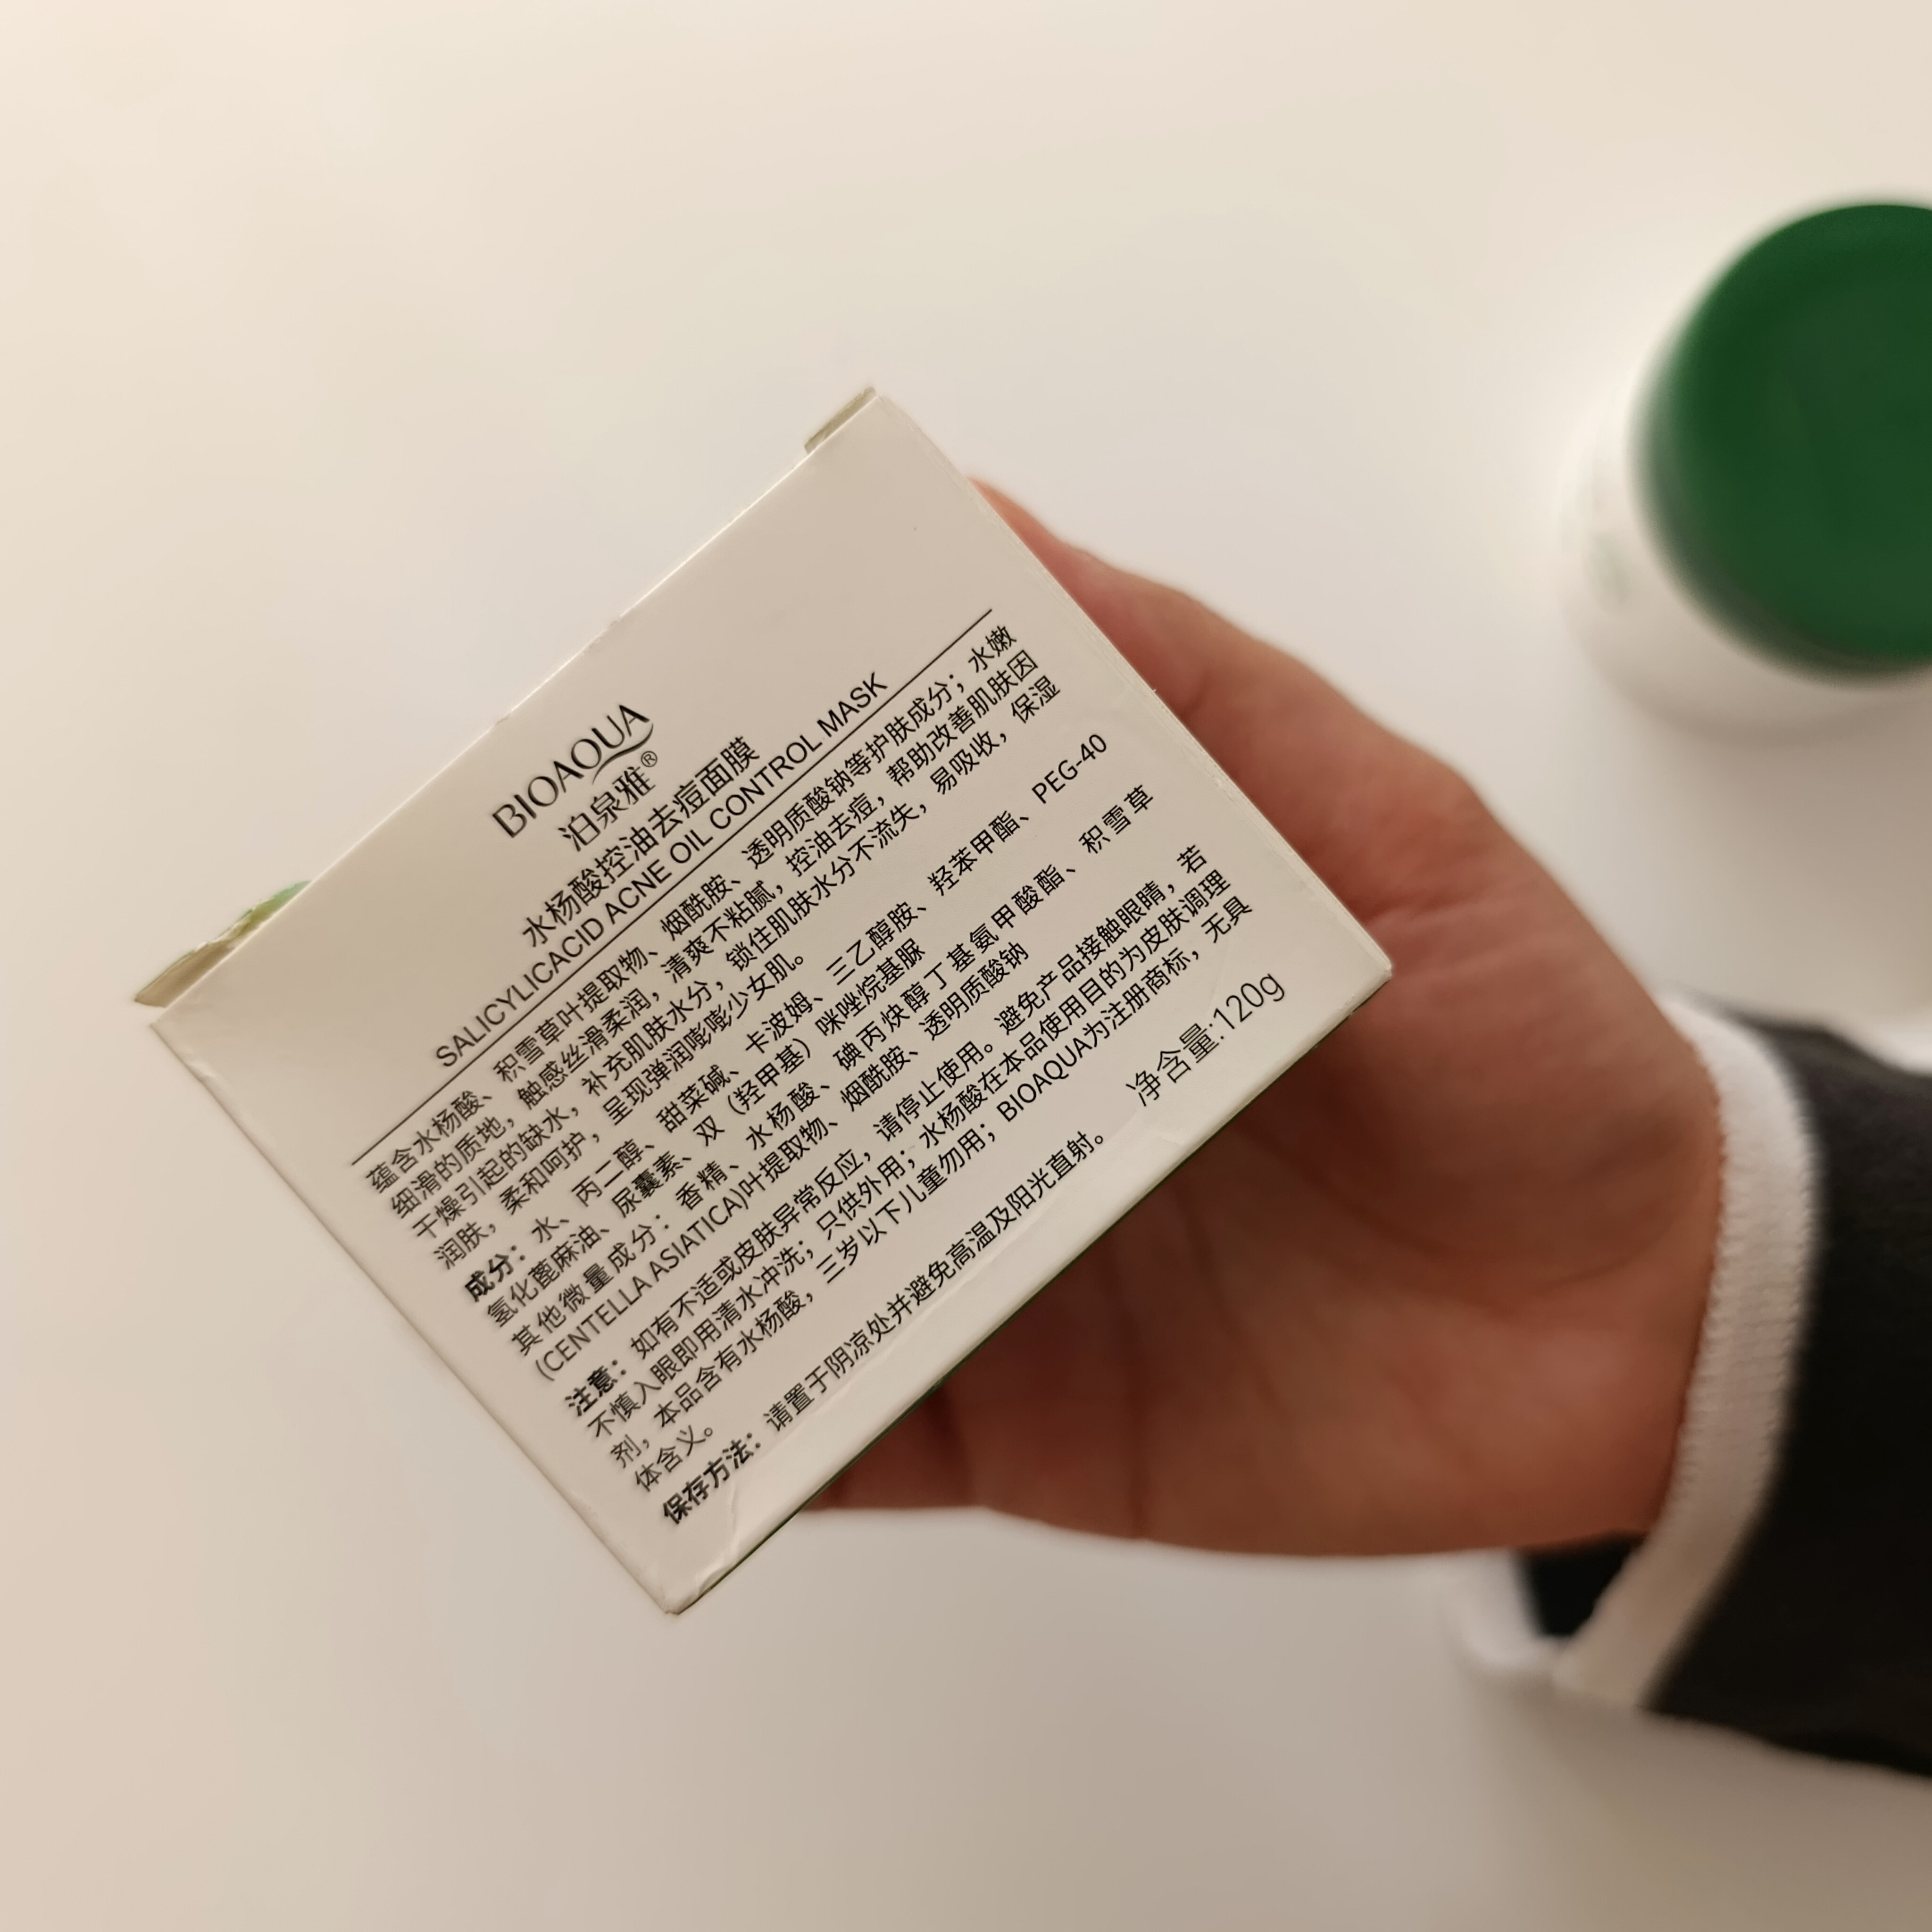 BIOAQUA
泊泉雅®
水杨酸控油去痘面膜
SALICYLICACID ACNE OIL CONTROL MASK
蕴含水杨酸、积雪草叶提取物、烟酰胺、透明质酸钠等护肤成分；水嫩
细滑的质地，触感丝滑柔润，清爽不粘腻，控油去痘，帮助改善肌肤因
干燥引起的缺水，补充肌肤水分，锁住肌肤水分不流失，易吸收，保湿
润肤，柔和呵护，呈现弹润嘭嘭少女肌。
成分：水、丙二醇、甜菜碱、卡波姆、三乙醇胺、羟苯甲酯、PEG-40
氢化蓖麻油、尿囊素、双（羟甲基）咪唑烷基脲
其他微量成分：香精、水杨酸、碘丙炔醇丁基氨甲酸酯、积雪草
(CENTELLA ASIATICA)叶提取物、烟酰胺、透明质酸钠
注意：如有不适或皮肤异常反应，请停止使用。避免产品接触眼睛，若
不慎入眼即用清水冲洗；只供外用；水杨酸在本品使用目的为皮肤调理
剂，本品含有水杨酸，三岁以下儿童勿用；BIOAQUA为注册商标，无具
体含义。
保存方法：请置于阴凉处并避免高温及阳光直射。
净含量:120g